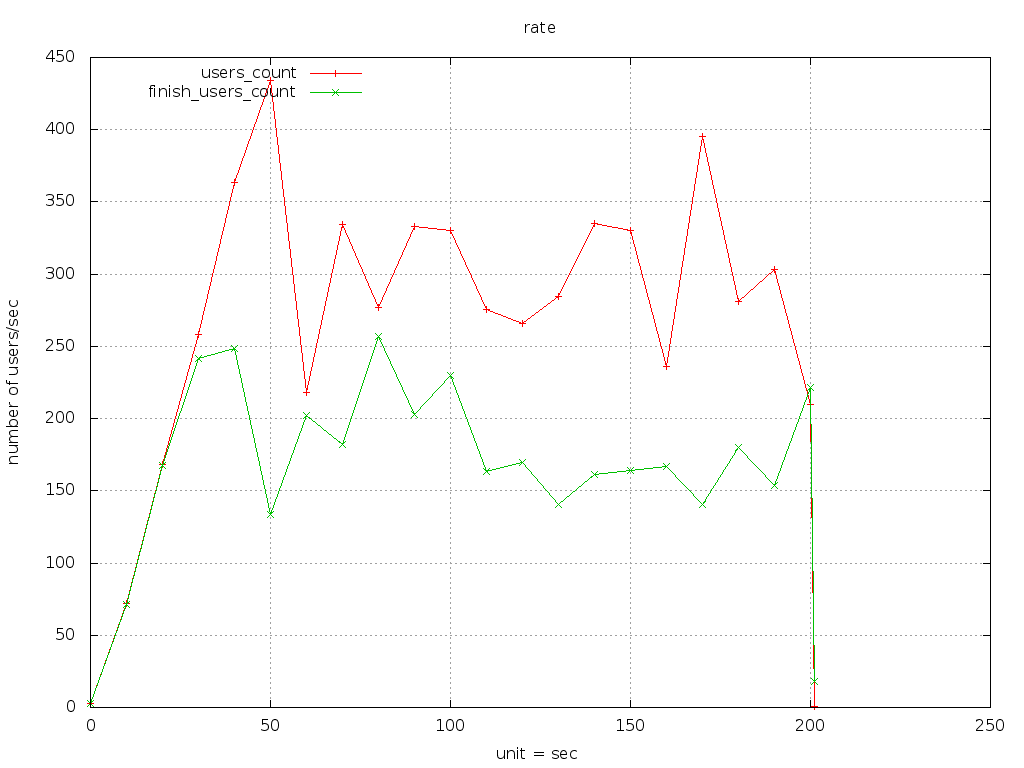 rate
users_count
finish_users_count
450
400
350
300
250
200
150
100
50
0
number of users/sec
0 50 100 150 200 250
unit = sec